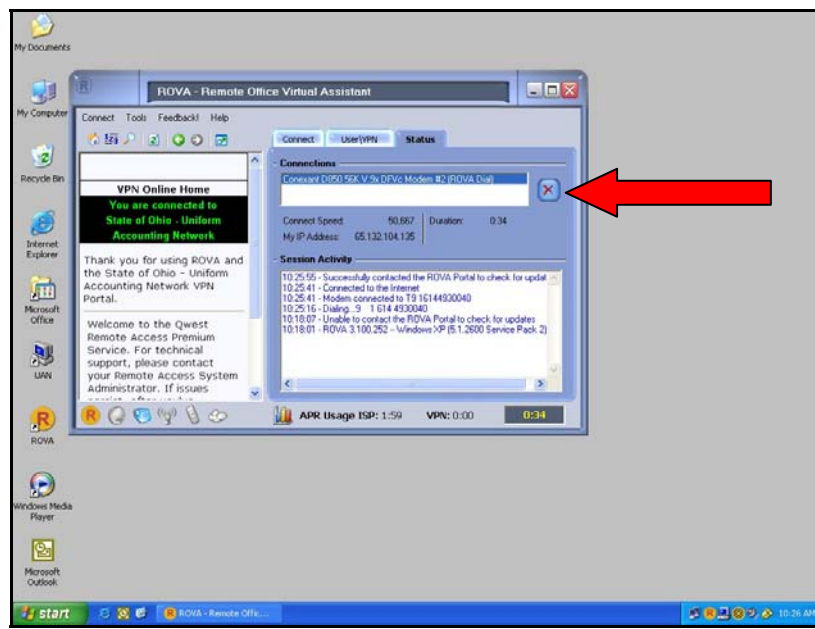 My Documents
My Computer
Recycle Bin
Internet
Explorer
Microsoft
Office
UAN
ROVA
Windows Media
Player
Microsoft
Outlook
ROVA - Remote Office Virtual Assistant
Connect Tools Feedback! Help
Connect User|VPN Status
VPN Online Home
You are connected to
State of Ohio - Uniform
Accounting Network
Thank you for using ROVA and
the State of Ohio - Uniform
Accounting Network VPN
Portal.
Welcome to the Qwest
Remote Access Premium
Service. For technical
support, please contact
your Remote Access System
Administrator. If issues
Connections
Conexant D850 56K V.9x DFVc Modem #2 (ROVA Dial)
Connect Speed: 50,667 Duration: 0:34
My IP Address: 65.132.104.135
Session Activity
10:25:55 - Successfully contacted the ROVA Portal to check for updat
10:25:41 - Connected to the Internet
10:25:41 - Modem connected to T9 16144930040
10:25:16 - Dialing...9 1 614 4930040
10:18:07 - Unable to contact the ROVA Portal to check for updates
10:18:01 - ROVA 3.100.252 -- Windows XP (5.1.2600 Service Pack 2)
APR Usage ISP: 1:59 VPN: 0:00 0:34
start ROVA - Remote Offic... 10:26 AM